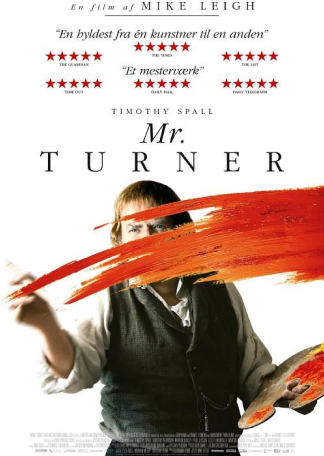 En film af MIKE LEIGH
"En hyldest fra én kunstner til en anden"
THE GUARDIAN
THE TIMES
THE LIST
"Et mesterværk"
TIME OUT
DAILY MAIL
DAILY TELEGRAPH
TIMOTHY SPALL
Mr.
TURNER